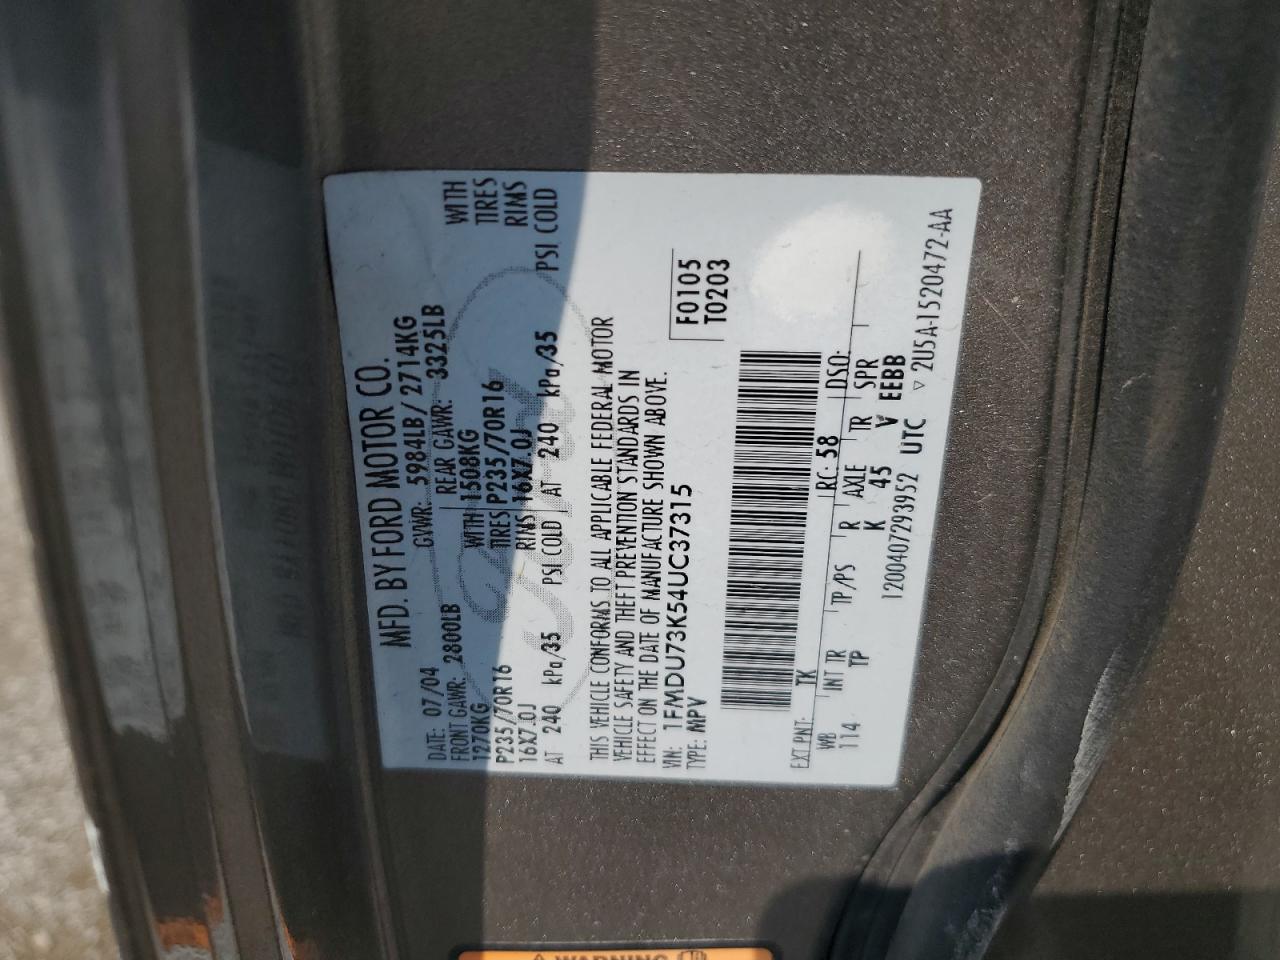 MFD. BY FORD MOTOR CO.
DATE: 07/04 GVWR: 5984LB/ 2714KG
FRONT GAWR: 2800LB REAR GAWR: 3325LB
1270KG WITH 1508KG WITH
P235/70R16 TIRES P235/70R16 TIRES
16X7.0J RIMS 16X7.0J RIMS
AT 240 kPa/35 PSI COLD AT 240 kPa/35 PSI COLD
THIS VEHICLE CONFORMS TO ALL APPLICABLE FEDERAL MOTOR
VEHICLE SAFETY AND THEFT PREVENTION STANDARDS IN
EFFECT ON THE DATE OF MANUFACTURE SHOWN ABOVE.
VIN: 1FMDU73K54UC37315
TYPE: MPV
F0105
T0203
EXT PNT: TK RC: 58 DSO:
WB INT TR TP/PS R AXLE TR SPR
114 TP K 45 V EEBB
1200407293952 UTC ▽ 2U5A-1520472-AA
WARNING